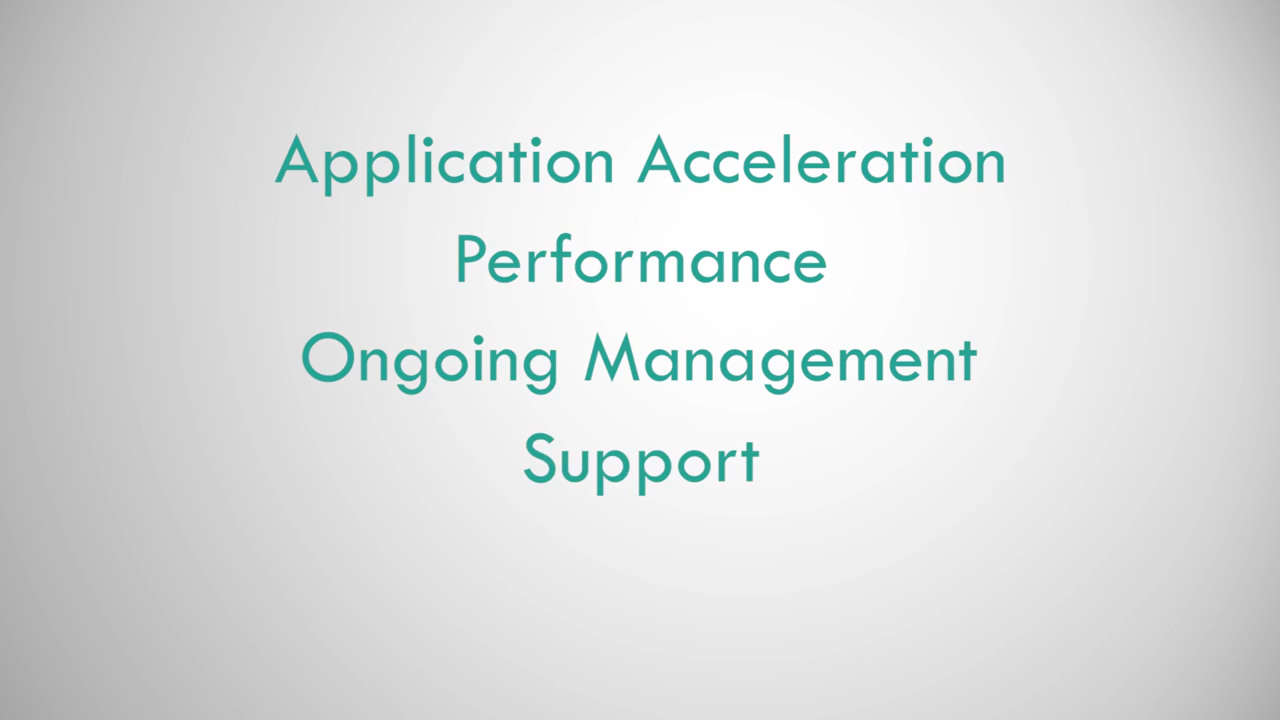 Application Acceleration
Performance
Ongoing Management
Support